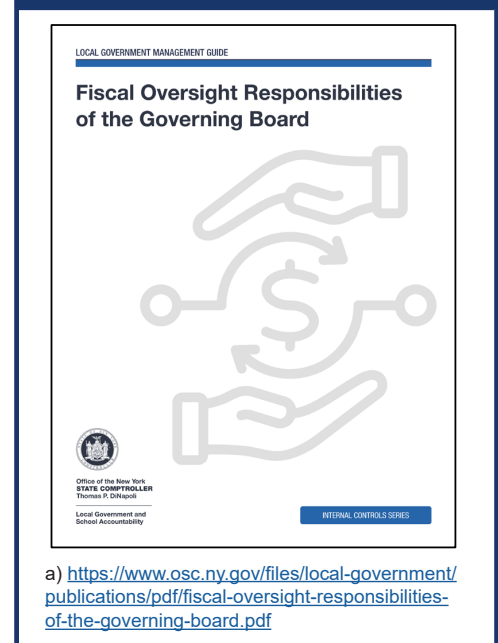 LOCAL GOVERNMENT MANAGEMENT GUIDE
Fiscal Oversight Responsibilities
of the Governing Board
$
Office of the New York
STATE COMPTROLLER
Thomas P. DiNapoli
Local Government and
School Accountability
INTERNAL CONTROLS SERIES
a) https://www.osc.ny.gov/files/local-government/
publications/pdf/fiscal-oversight-responsibilities-
of-the-governing-board.pdf